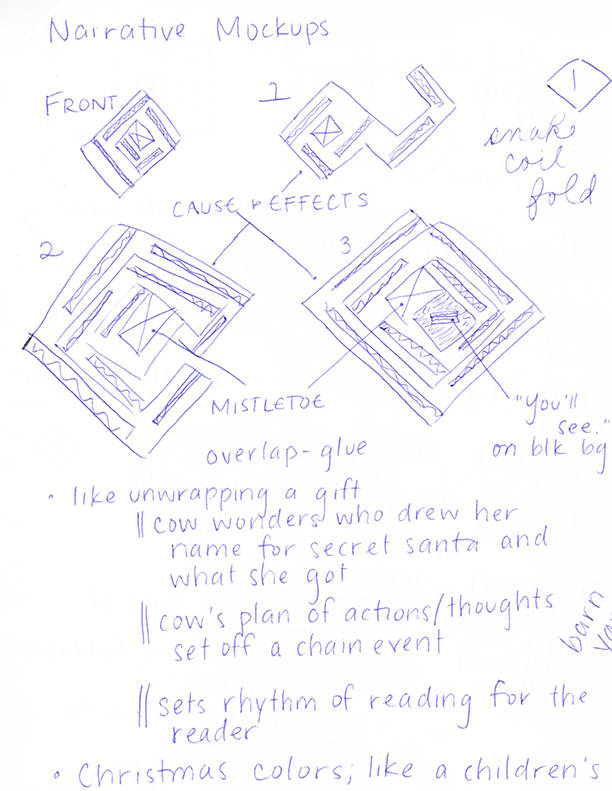 Narrative Mockups
FRONT
1
1
snake
coil
fold
CAUSE + EFFECTS
2
3
MISTLETOE
"You'll
see."
on blk bg
overlap-glue
• like unwrapping a gift
|| cow wonders who drew her
name for secret santa and
what she got
|| cow's plan of actions/thoughts
set off a chain event
barn
|| sets rhythm of reading for the
reader
• Christmas colors; like a children's